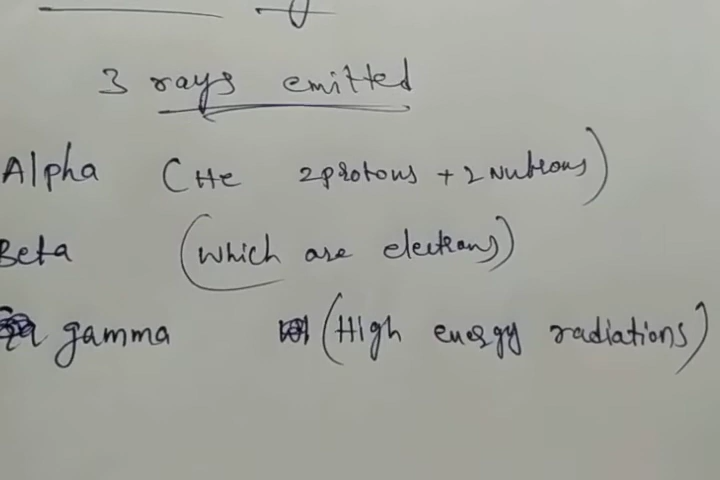 3 rays emitted
Alpha (He 2protons + 2 Nutrons)
Beta (which are electrons)
gamma (High energy radiations)